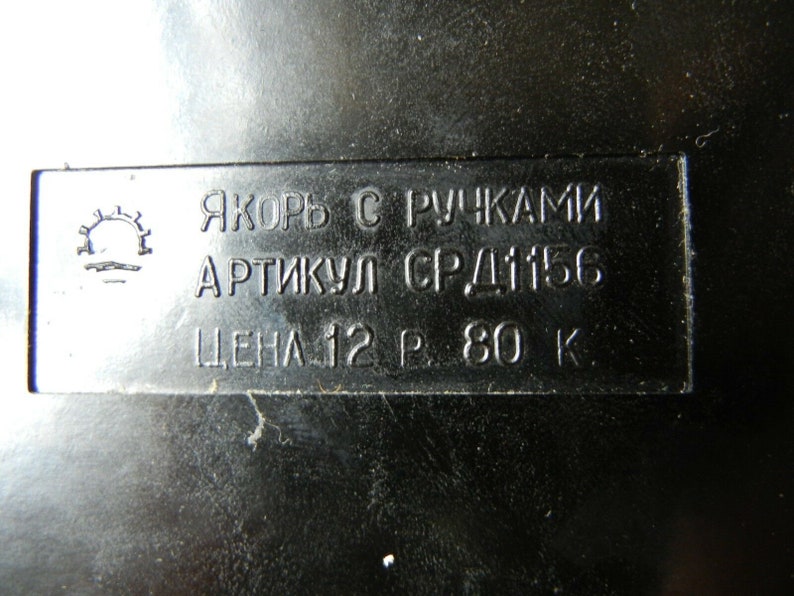 ЯКОРЬ С РУЧКАМИ
АРТИКУЛ СРД1156
ЦЕНА 12 Р. 80 К.